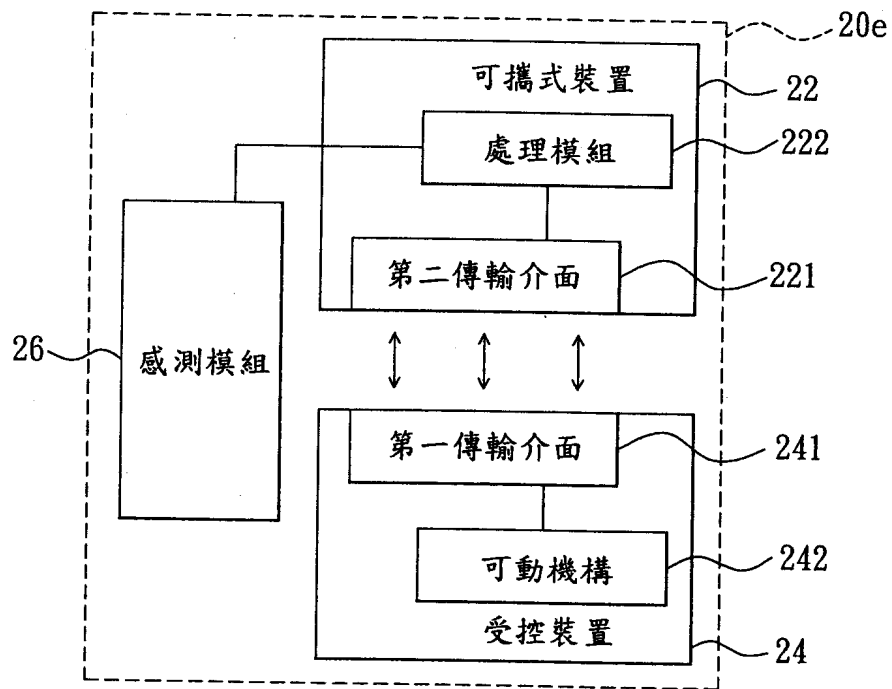 20e
可攜式裝置
22
處理模組
222
第二傳輸介面
221
26
感測模組
第一傳輸介面
241
可動機構
242
受控裝置
24